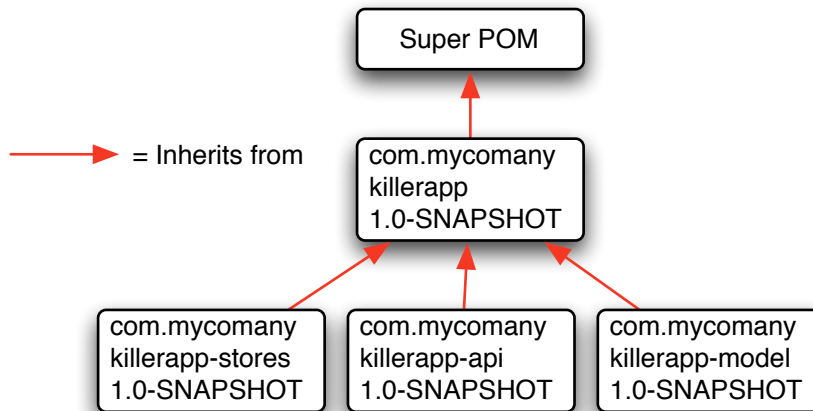 Super POM
= Inherits from
com.mycomany
killerapp
1.0-SNAPSHOT
com.mycomany
killerapp-stores
1.0-SNAPSHOT
com.mycomany
killerapp-api
1.0-SNAPSHOT
com.mycomany
killerapp-model
1.0-SNAPSHOT